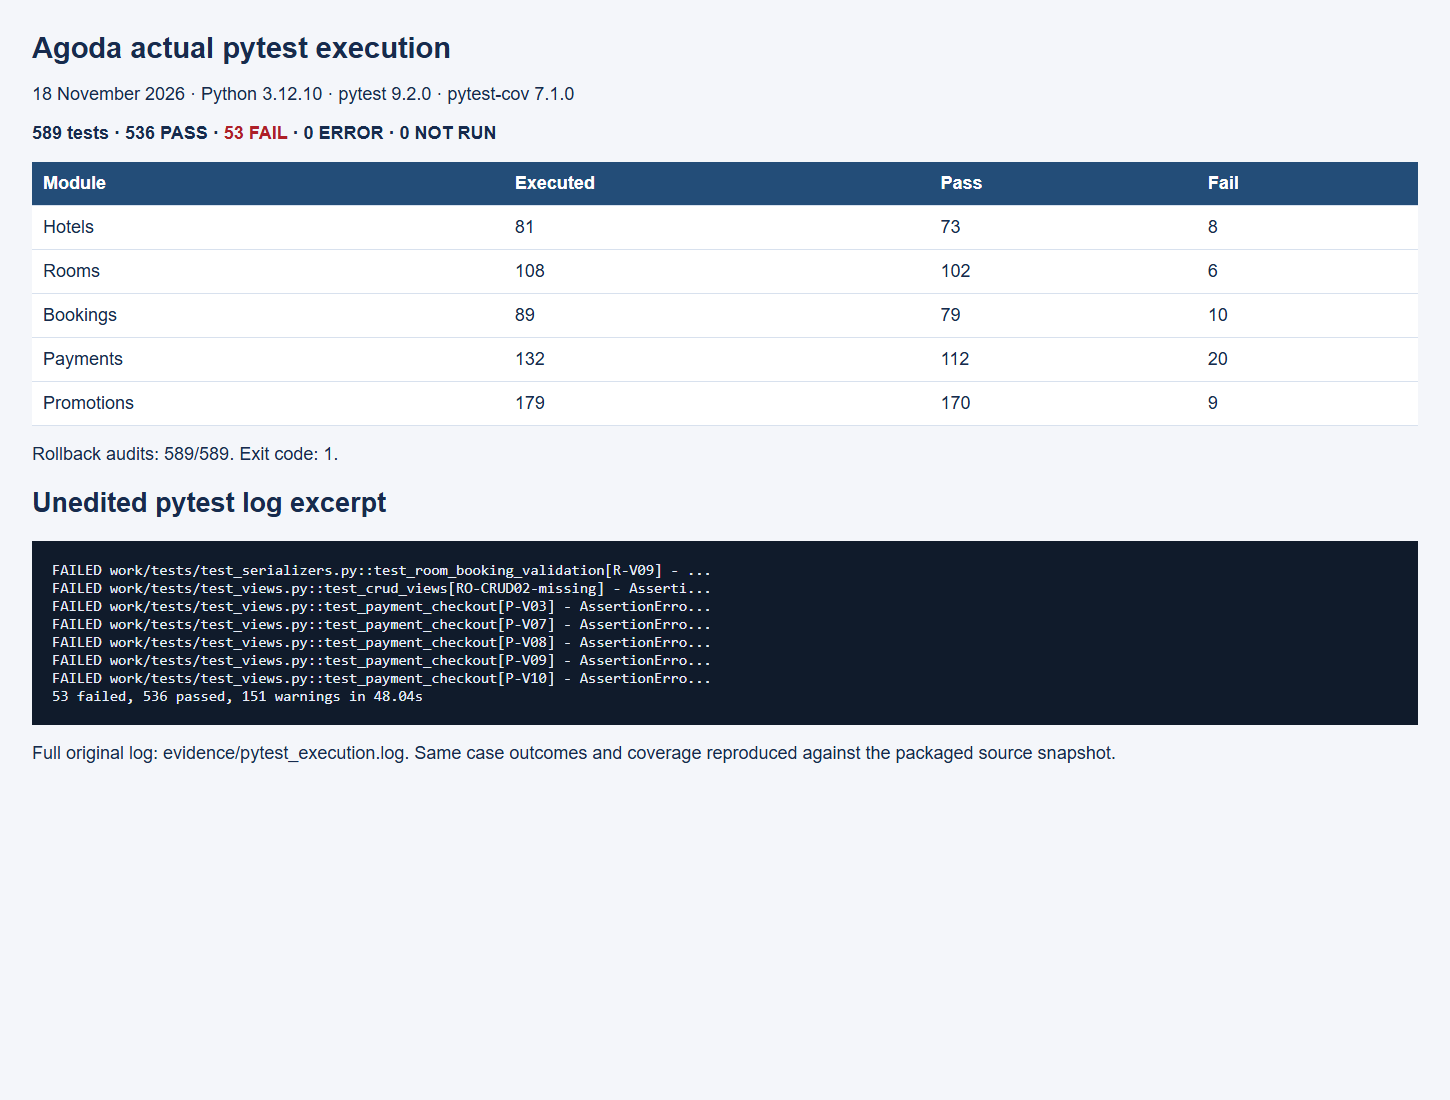 Agoda actual pytest execution
18 November 2026 · Python 3.12.10 · pytest 9.2.0 · pytest-cov 7.1.0
589 tests · 536 PASS · 53 FAIL · 0 ERROR · 0 NOT RUN
Module Executed Pass Fail
Hotels 81 73 8
Rooms 108 102 6
Bookings 89 79 10
Payments 132 112 20
Promotions 179 170 9
Rollback audits: 589/589. Exit code: 1.
Unedited pytest log excerpt
FAILED work/tests/test_serializers.py::test_room_booking_validation[R-V09] - ...
FAILED work/tests/test_views.py::test_crud_views[RO-CRUD02-missing] - Asserti...
FAILED work/tests/test_views.py::test_payment_checkout[P-V03] - AssertionErro...
FAILED work/tests/test_views.py::test_payment_checkout[P-V07] - AssertionErro...
FAILED work/tests/test_views.py::test_payment_checkout[P-V08] - AssertionErro...
FAILED work/tests/test_views.py::test_payment_checkout[P-V09] - AssertionErro...
FAILED work/tests/test_views.py::test_payment_checkout[P-V10] - AssertionErro...
53 failed, 536 passed, 151 warnings in 48.04s
Full original log: evidence/pytest_execution.log. Same case outcomes and coverage reproduced against the packaged source snapshot.